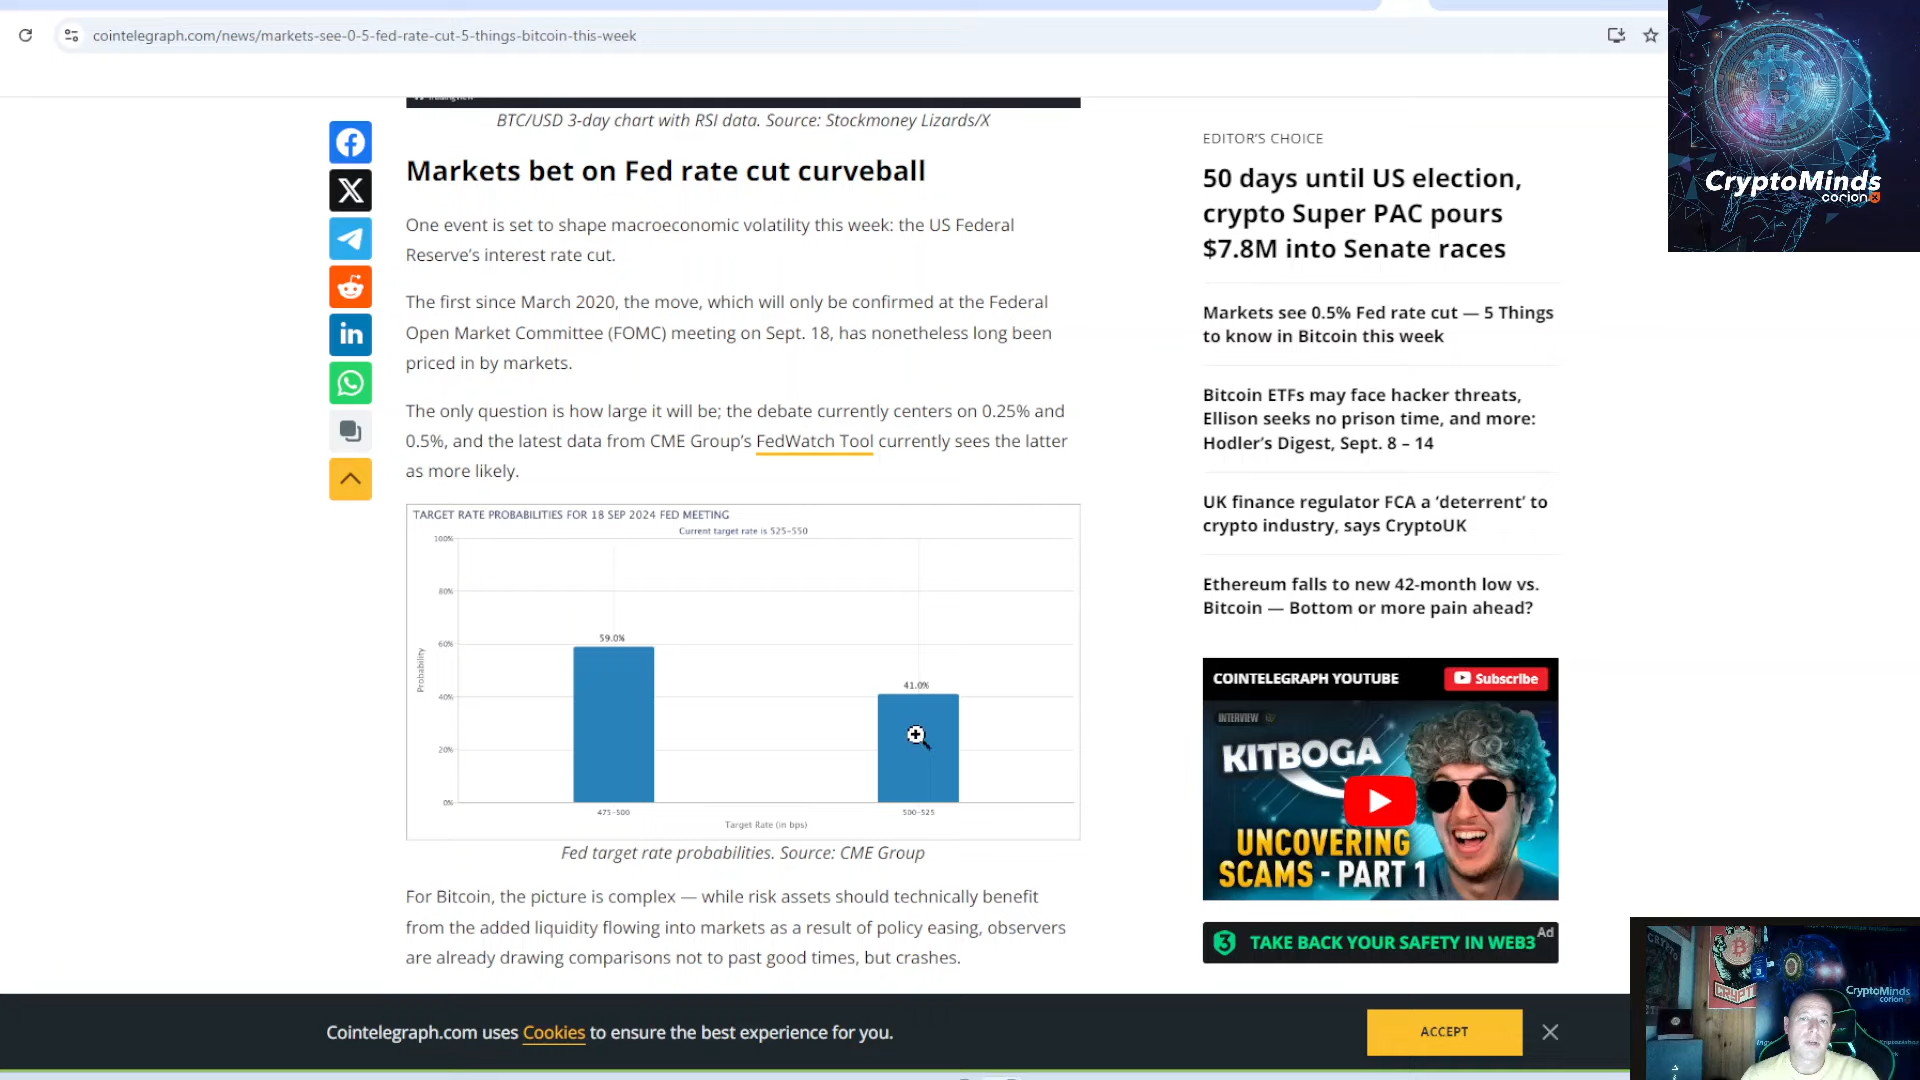 cointelegraph.com/news/markets-see-0-5-fed-rate-cut-5-things-bitcoin-this-week
CryptoMinds
corion
BTC/USD 3-day chart with RSI data. Source: Stockmoney Lizards/X
Markets bet on Fed rate cut curveball
One event is set to shape macroeconomic volatility this week: the US Federal
Reserve’s interest rate cut.
The first since March 2020, the move, which will only be confirmed at the Federal
Open Market Committee (FOMC) meeting on Sept. 18, has nonetheless long been
priced in by markets.
The only question is how large it will be; the debate currently centers on 0.25% and
0.5%, and the latest data from CME Group’s FedWatch Tool currently sees the latter
as more likely.
TARGET RATE PROBABILITIES FOR 18 SEP 2024 FED MEETING
Current target rate is 525-550
100%
80%
60%
40%
20%
0%
Probability
59.0%
41.0%
475-500
500-525
Target Rate (in bps)
Fed target rate probabilities. Source: CME Group
For Bitcoin, the picture is complex — while risk assets should technically benefit
from the added liquidity flowing into markets as a result of policy easing, observers
are already drawing comparisons not to past good times, but crashes.
EDITOR’S CHOICE
50 days until US election,
crypto Super PAC pours
$7.8M into Senate races
Markets see 0.5% Fed rate cut — 5 Things
to know in Bitcoin this week
Bitcoin ETFs may face hacker threats,
Ellison seeks no prison time, and more:
Hodler’s Digest, Sept. 8 – 14
UK finance regulator FCA a ‘deterrent’ to
crypto industry, says CryptoUK
Ethereum falls to new 42-month low vs.
Bitcoin — Bottom or more pain ahead?
COINTELEGRAPH YOUTUBE
Subscribe
INTERVIEW
KITBOGA
UNCOVERING
SCAMS - PART 1
TAKE BACK YOUR SAFETY IN WEB3
Ad
Cointelegraph.com uses Cookies to ensure the best experience for you.
ACCEPT
CryptoMinds
corion